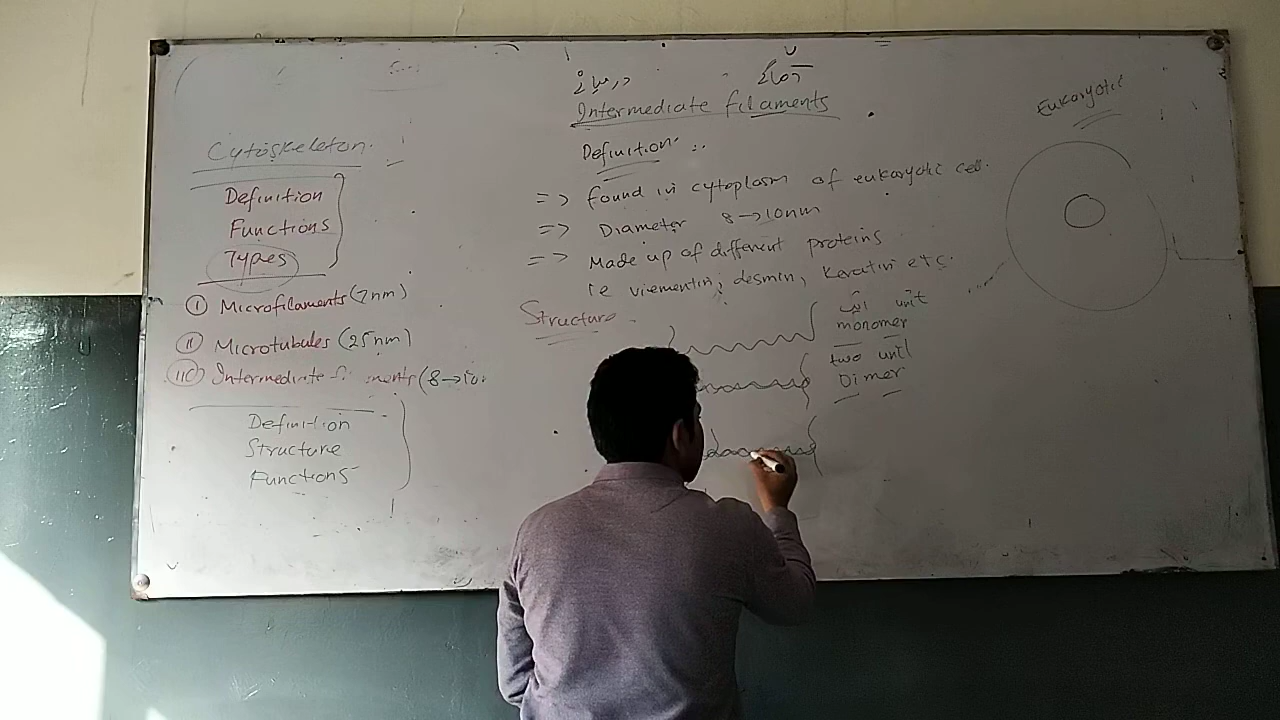 Cytoskeleton.
Definition
Functions
Types
(I) Microfilaments (7nm)
(II) Microtubules (25nm)
(III) Intermediate ments (8→10
Definition
Structure
Functions
Intermediate filaments
Definition:
=> found in cytoplasm of eukaryotic cell.
=> Diameter 8→10nm
=> Made up of different proteins
ie viementin, desmin, keratin etc.
Structure
unit
monomer
two unit
Dimer
Eukaryotic